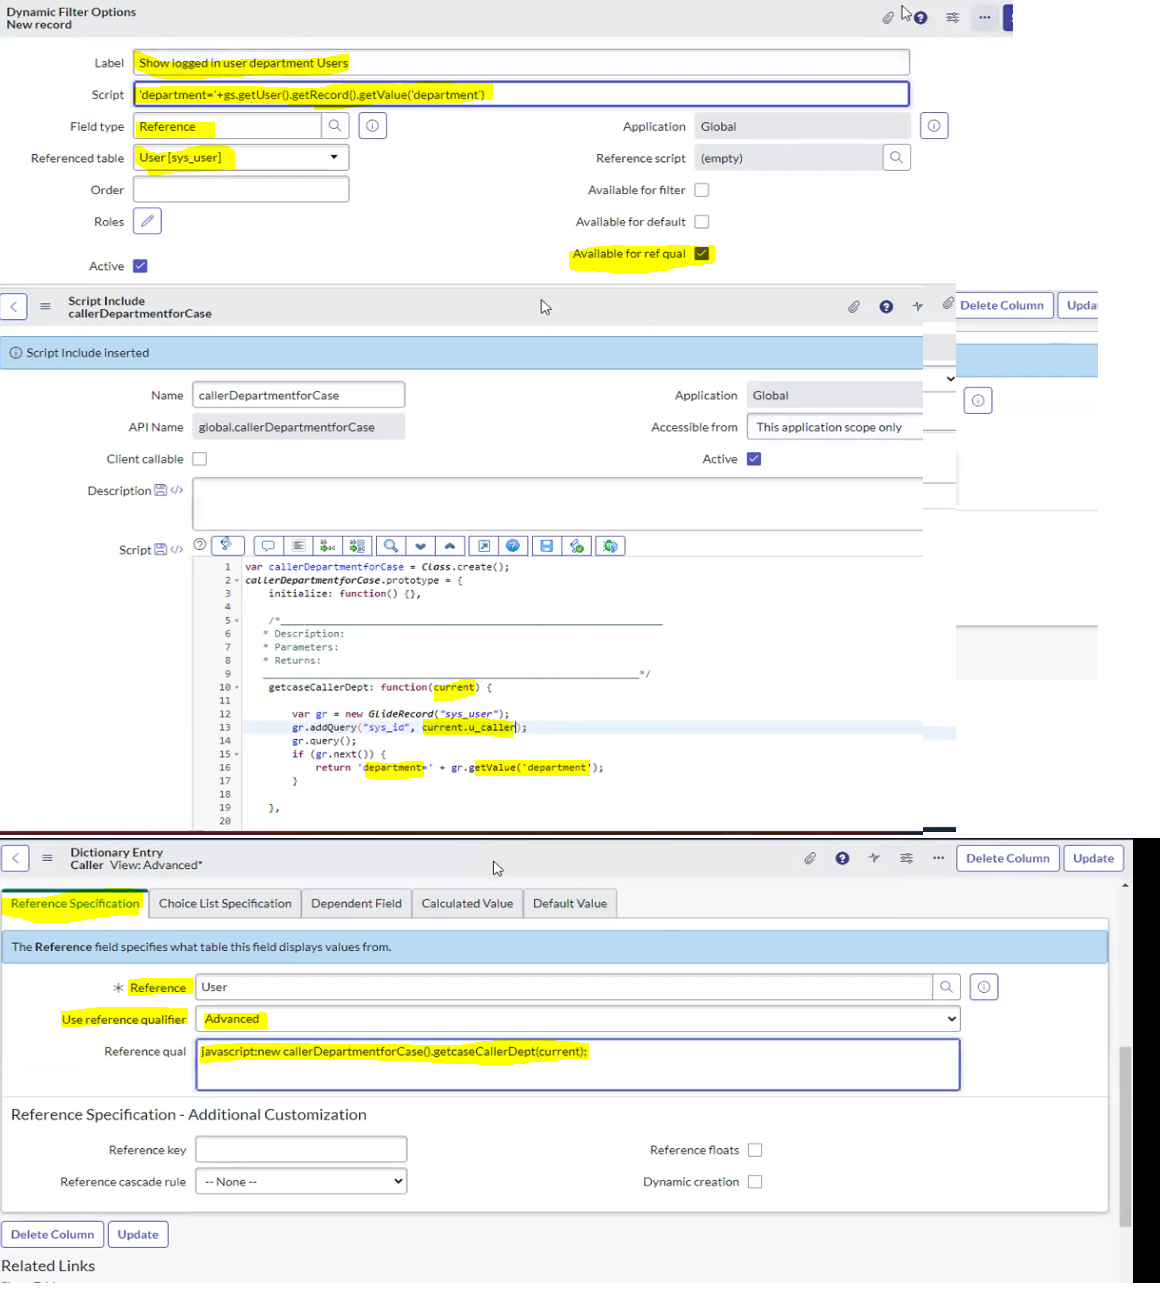 Dynamic Filter Options
New record
Label Show logged in user department Users
Script 'department='+gs.getUser().getRecord().getValue('department')
Field type Reference Application Global
Referenced table User [sys_user] Reference script (empty)
Order Available for filter
Roles Available for default
Available for ref qual
Active
Script Include
callerDepartmentforCase
Delete Column
Script Include inserted
Name callerDepartmentforCase Application Global
API Name global.callerDepartmentforCase Accessible from This application scope only
Client callable Active
Description
Script
1 var callerDepartmentforCase = Class.create();
2 callerDepartmentforCase.prototype = {
3 initialize: function() {},
4
5 /*______________________________________________________________
6 * Description:
7 * Parameters:
8 * Returns:
9 ______________________________________________________________*/
10 getcaseCallerDept: function(current) {
11
12 var gr = new GlideRecord("sys_user");
13 gr.addQuery("sys_id", current.u_caller);
14 gr.query();
15 if (gr.next()) {
16 return 'department=' + gr.getValue('department');
17 }
18
19 },
20
Dictionary Entry
Caller View: Advanced*
Delete Column Update
Reference Specification Choice List Specification Dependent Field Calculated Value Default Value
The Reference field specifies what table this field displays values from.
* Reference User
Use reference qualifier Advanced
Reference qual javascript:new callerDepartmentforCase().getcaseCallerDept(current);
Reference Specification - Additional Customization
Reference key Reference floats
Reference cascade rule -- None -- Dynamic creation
Delete Column Update
Related Links